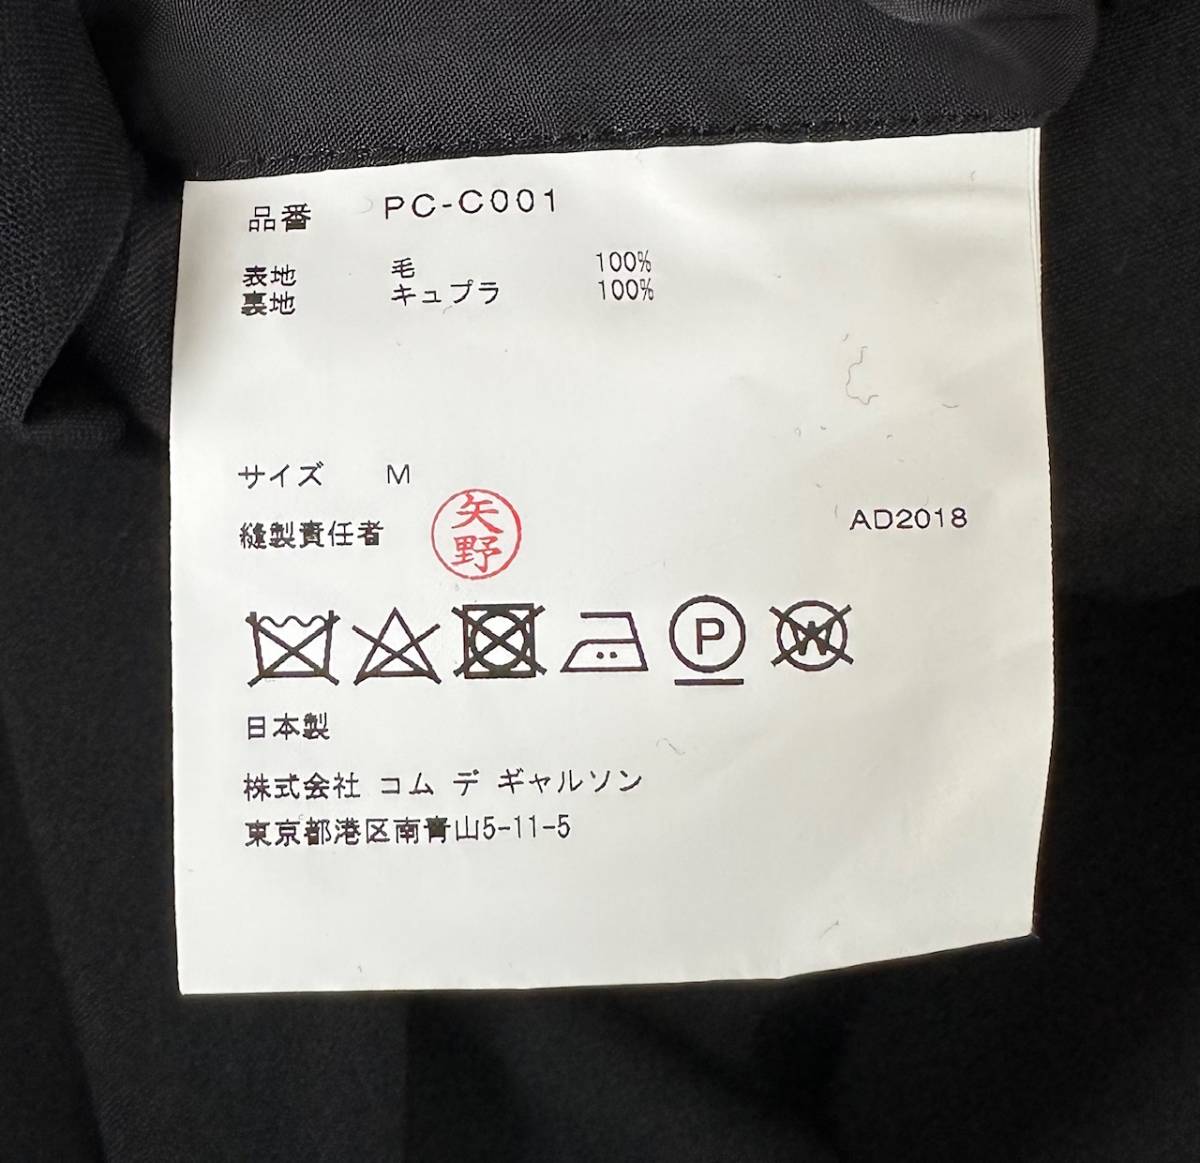 品番 PC-C001
表地 毛 100%
裏地 キュプラ 100%
サイズ M
縫製責任者 矢野
AD2018
P W
日本製
株式会社 コム デ ギャルソン
東京都港区南青山5-11-5